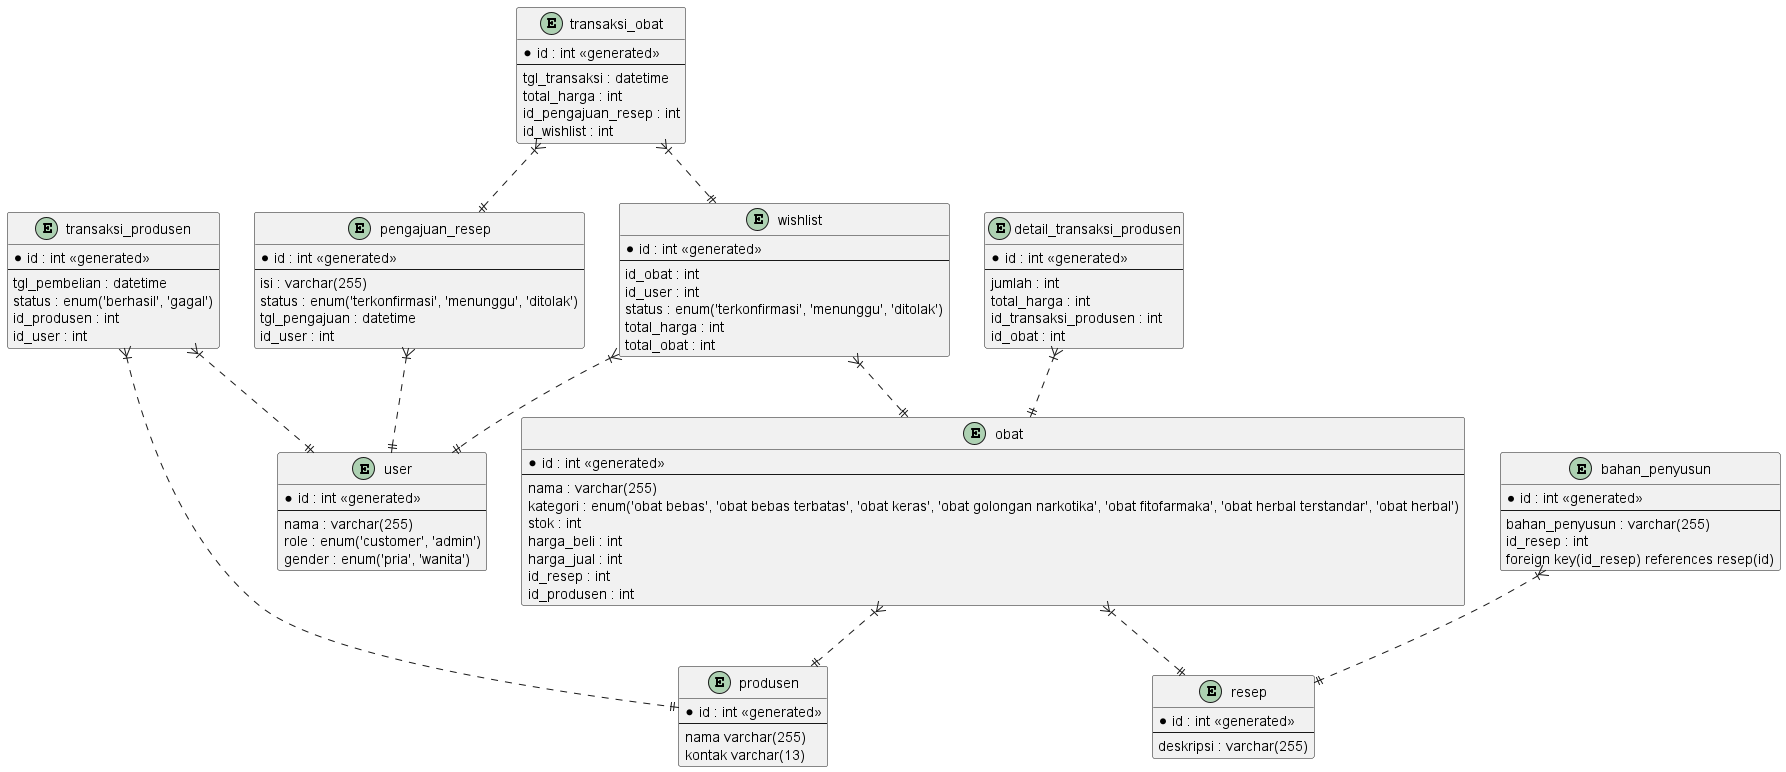 E transaksi_obat
* id : int «generated»
tgl_transaksi : datetime
total_harga : int
id_pengajuan_resep : int
id_wishlist : int
E transaksi_produsen
* id : int «generated»
tgl_pembelian : datetime
status : enum('berhasil', 'gagal')
id_produsen : int
id_user : int
E pengajuan_resep
* id : int «generated»
isi : varchar(255)
status : enum('terkonfirmasi', 'menunggu', 'ditolak')
tgl_pengajuan : datetime
id_user : int
E wishlist
* id : int «generated»
id_obat : int
id_user : int
status : enum('terkonfirmasi', 'menunggu', 'ditolak')
total_harga : int
total_obat : int
E detail_transaksi_produsen
* id : int «generated»
jumlah : int
total_harga : int
id_transaksi_produsen : int
id_obat : int
E user
* id : int «generated»
nama : varchar(255)
role : enum('customer', 'admin')
gender : enum('pria', 'wanita')
E obat
* id : int «generated»
nama : varchar(255)
kategori : enum('obat bebas', 'obat bebas terbatas', 'obat keras', 'obat golongan narkotika', 'obat fitofarmaka', 'obat herbal terstandar', 'obat herbal')
stok : int
harga_beli : int
harga_jual : int
id_resep : int
id_produsen : int
E bahan_penyusun
* id : int «generated»
bahan_penyusun : varchar(255)
id_resep : int
foreign key(id_resep) references resep(id)
E produsen
* id : int «generated»
nama varchar(255)
kontak varchar(13)
E resep
* id : int «generated»
deskripsi : varchar(255)